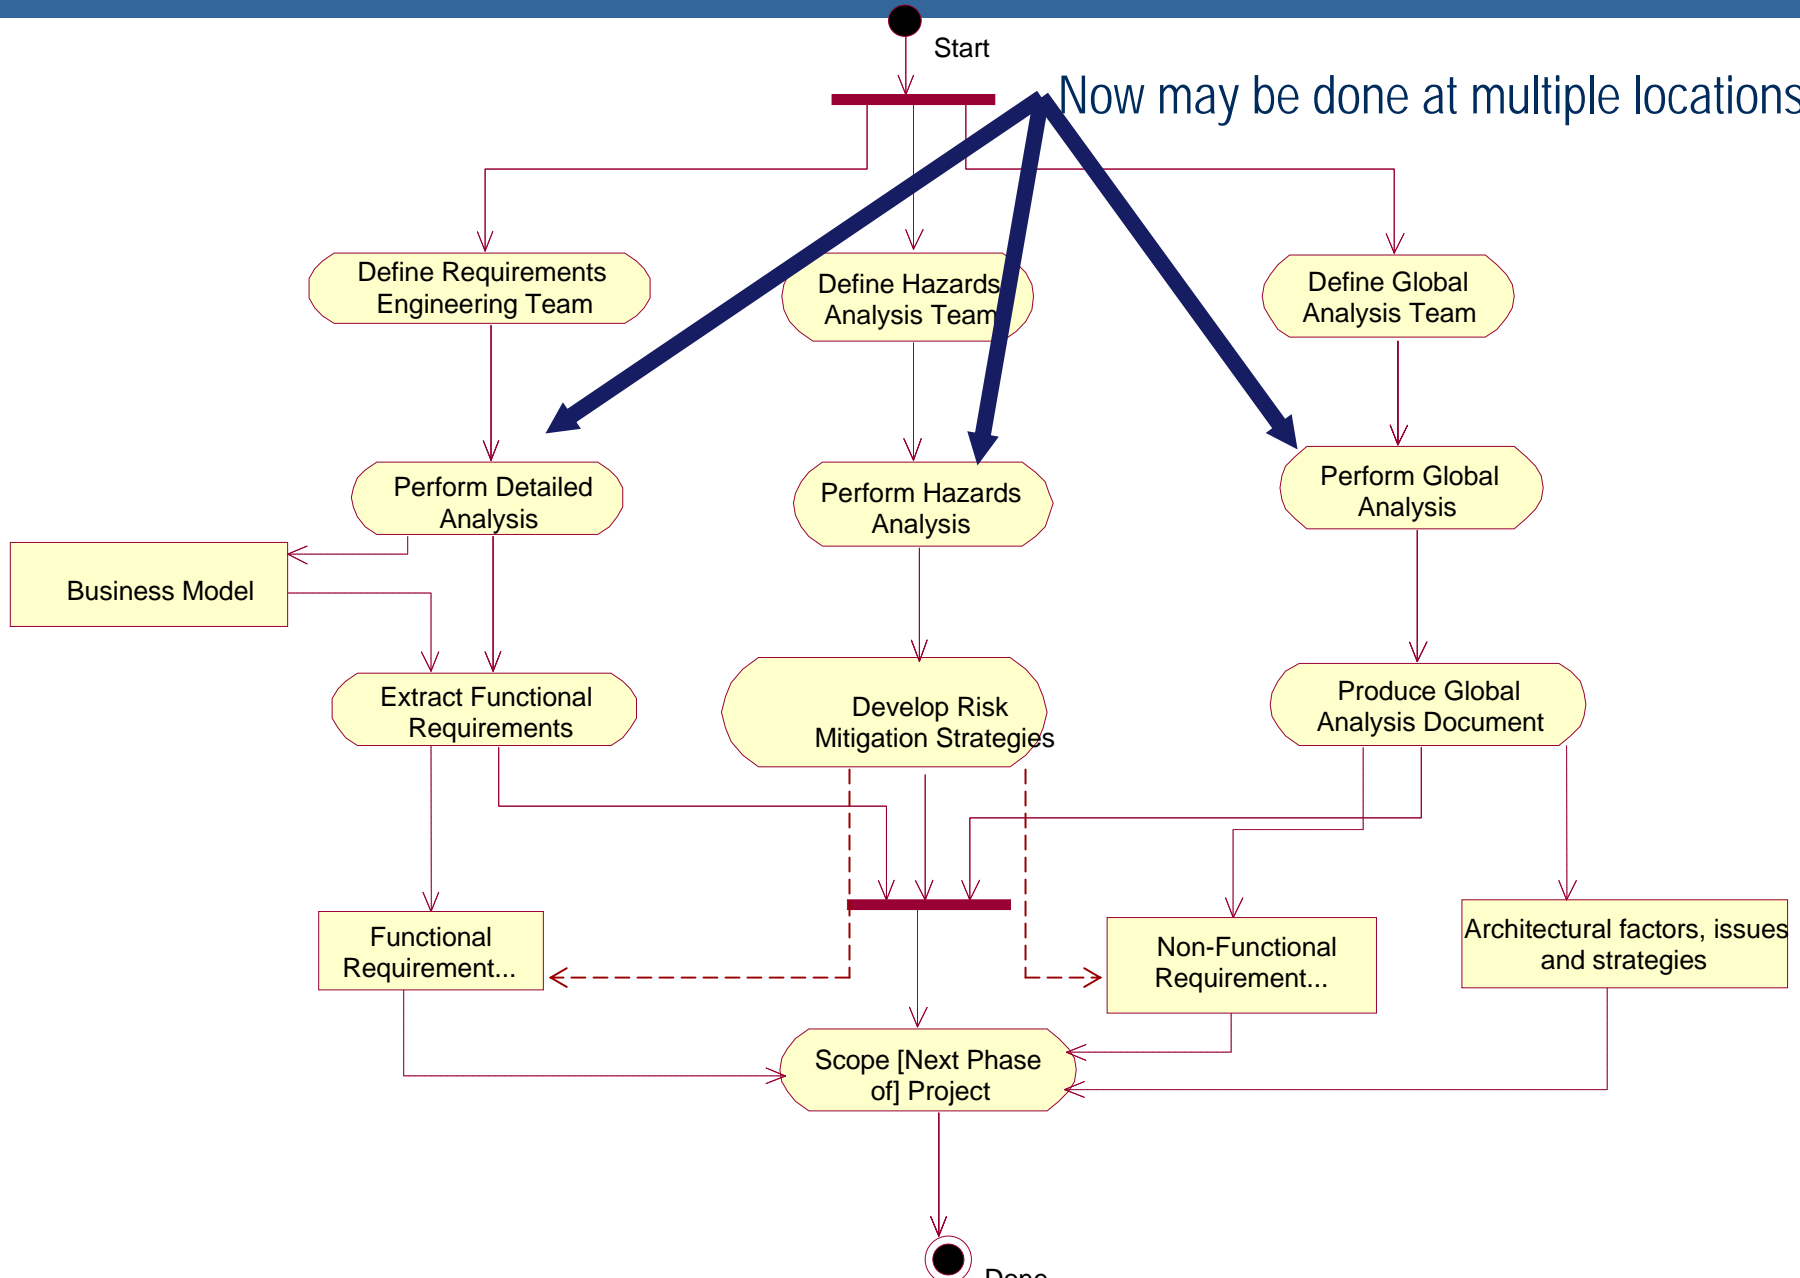 Start
Now may be done at multiple locations
Define Requirements
Engineering Team
Define Hazards
Analysis Team
Define Global
Analysis Team
Perform Detailed
Analysis
Perform Hazards
Analysis
Perform Global
Analysis
Business Model
Extract Functional
Requirements
Develop Risk
Mitigation Strategies
Produce Global
Analysis Document
Functional
Requirement...
Non-Functional
Requirement...
Architectural factors, issues
and strategies
Scope [Next Phase
of] Project
Done